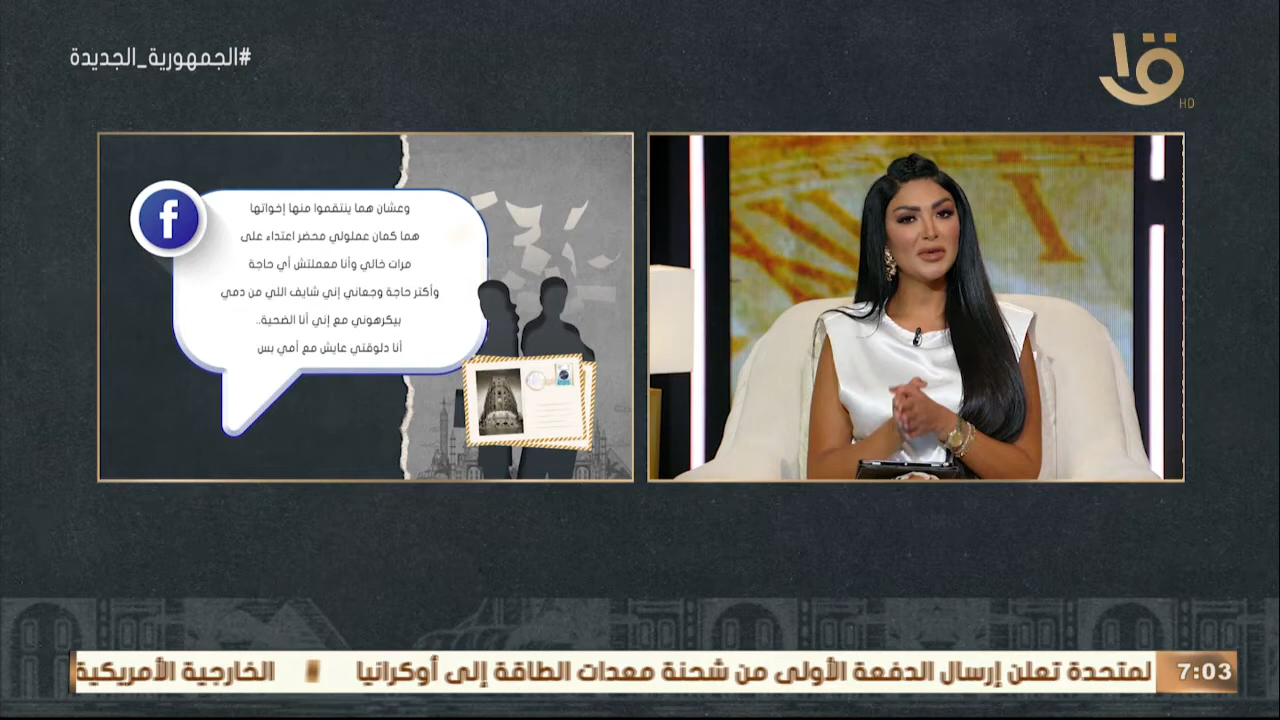 #الجمهورية_الجديدة
HD
وعشان هما ينتقموا منها إخواتها
هما كمان عملولي محضر اعتداء على
مرات خالي وأنا معملتش أي حاجة
وأكتر حاجة وجعاني إني شايف اللي من دمي
بيكرهوني مع إني أنا الضحية..
أنا دلوقتي عايش مع أمي بس
7:03
لمتحدة تعلن إرسال الدفعة الأولى من شحنة معدات الطاقة إلى أوكرانيا
الخارجية الأمريكية